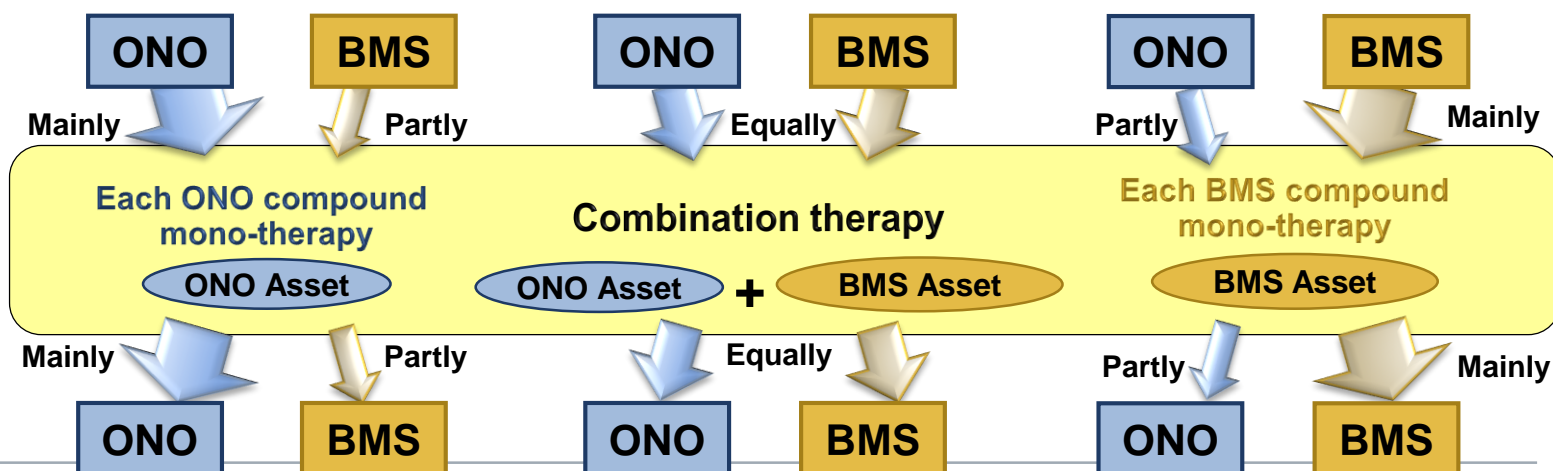 ONO BMS ONO BMS ONO BMS
Mainly Partly Equally Partly Mainly
Each ONO compound
mono-therapy
ONO Asset
Combination therapy
ONO Asset + BMS Asset
Each BMS compound
mono-therapy
BMS Asset
Mainly Partly Equally Partly Mainly
ONO BMS ONO BMS ONO BMS